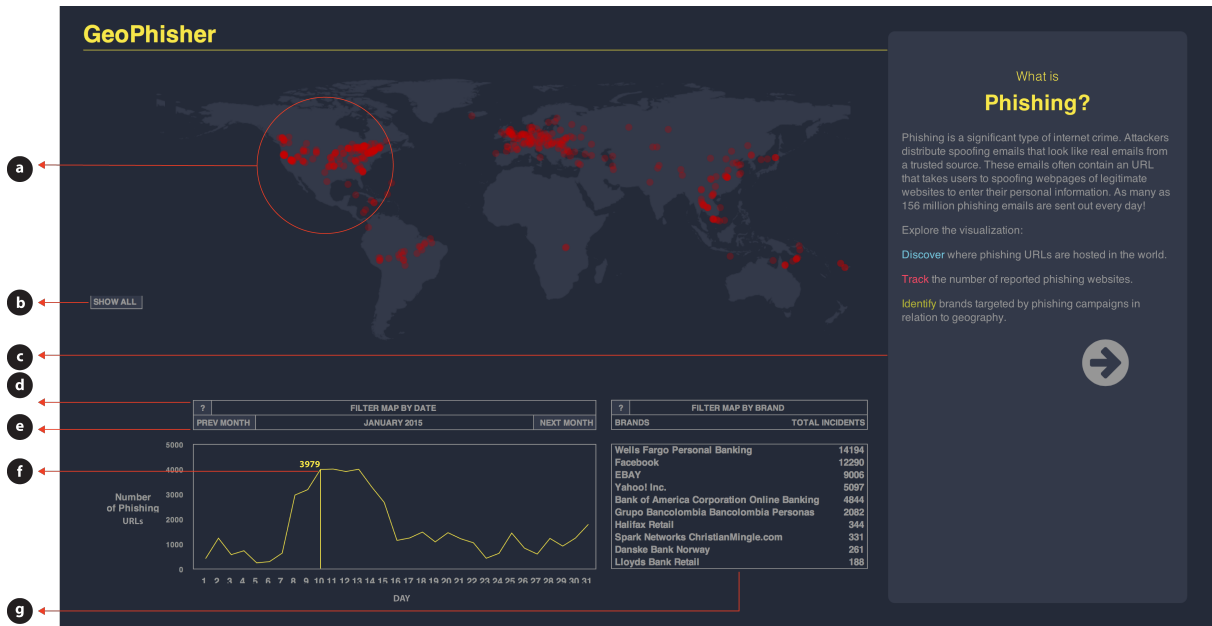 GeoPhisher
What is
Phishing?
Phishing is a significant type of internet crime. Attackers
distribute spoofing emails that look like real emails from
a trusted source. These emails often contain an URL
that takes users to spoofing webpages of legitimate
websites to enter their personal information. As many as
156 million phishing emails are sent out every day!
Explore the visualization:
Discover where phishing URLs are hosted in the world.
Track the number of reported phishing websites.
Identify brands targeted by phishing campaigns in
relation to geography.
a
b
SHOW ALL
c
d
? FILTER MAP BY DATE
e
PREV MONTH JANUARY 2015 NEXT MONTH
f
3979
5000
4000
3000
2000
1000
0
Number
of Phishing
URLs
1 2 3 4 5 6 7 8 9 10 11 12 13 14 15 16 17 18 19 20 21 22 23 24 25 26 27 28 29 30 31
DAY
? FILTER MAP BY BRAND
BRANDS TOTAL INCIDENTS
Wells Fargo Personal Banking 14194
Facebook 12290
EBAY 9006
Yahoo! Inc. 5097
Bank of America Corporation Online Banking 4844
Grupo Bancolombia Bancolombia Personas 2082
Halifax Retail 344
Spark Networks ChristianMingle.com 331
Danske Bank Norway 261
Lloyds Bank Retail 188
g